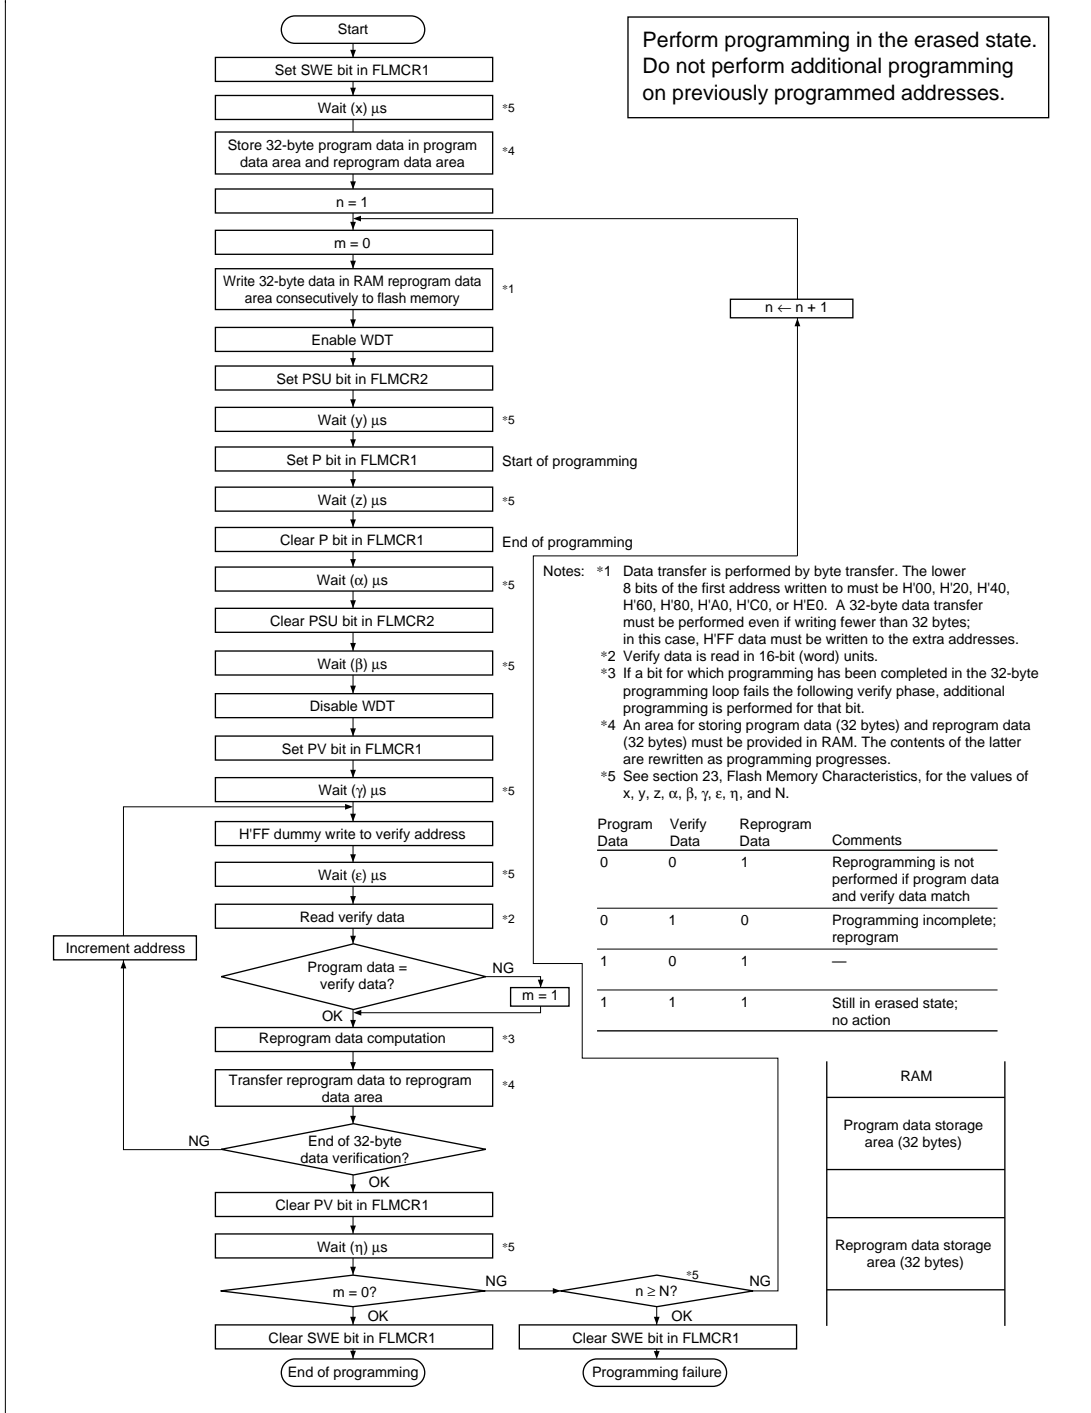 Start
Perform programming in the erased state.
Do not perform additional programming
on previously programmed addresses.
Set SWE bit in FLMCR1
Wait (x) μs
*5
Store 32-byte program data in program
data area and reprogram data area
*4
n = 1
m = 0
Write 32-byte data in RAM reprogram data
area consecutively to flash memory
*1
n ← n + 1
Enable WDT
Set PSU bit in FLMCR2
Wait (y) μs
*5
Set P bit in FLMCR1
Start of programming
Wait (z) μs
*5
Clear P bit in FLMCR1
End of programming
Wait (α) μs
*5
Clear PSU bit in FLMCR2
Wait (β) μs
*5
Disable WDT
Set PV bit in FLMCR1
Wait (γ) μs
*5
H'FF dummy write to verify address
Wait (ε) μs
*5
Read verify data
*2
Increment address
Program data =
verify data?
NG
m = 1
OK
Reprogram data computation
*3
Transfer reprogram data to reprogram
data area
*4
NG
End of 32-byte
data verification?
OK
Clear PV bit in FLMCR1
Wait (η) μs
*5
m = 0?
NG
n ≥ N?
*5
NG
OK
OK
Clear SWE bit in FLMCR1
Clear SWE bit in FLMCR1
End of programming
Programming failure
Notes: *1 Data transfer is performed by byte transfer. The lower
8 bits of the first address written to must be H'00, H'20, H'40,
H'60, H'80, H'A0, H'C0, or H'E0. A 32-byte data transfer
must be performed even if writing fewer than 32 bytes;
in this case, H'FF data must be written to the extra addresses.
*2 Verify data is read in 16-bit (word) units.
*3 If a bit for which programming has been completed in the 32-byte
programming loop fails the following verify phase, additional
programming is performed for that bit.
*4 An area for storing program data (32 bytes) and reprogram data
(32 bytes) must be provided in RAM. The contents of the latter
are rewritten as programming progresses.
*5 See section 23, Flash Memory Characteristics, for the values of
x, y, z, α, β, γ, ε, η, and N.
Program Verify Reprogram
Data Data Data Comments
0 0 1 Reprogramming is not
performed if program data
and verify data match
0 1 0 Programming incomplete;
reprogram
1 0 1 —
1 1 1 Still in erased state;
no action
RAM
Program data storage
area (32 bytes)
Reprogram data storage
area (32 bytes)